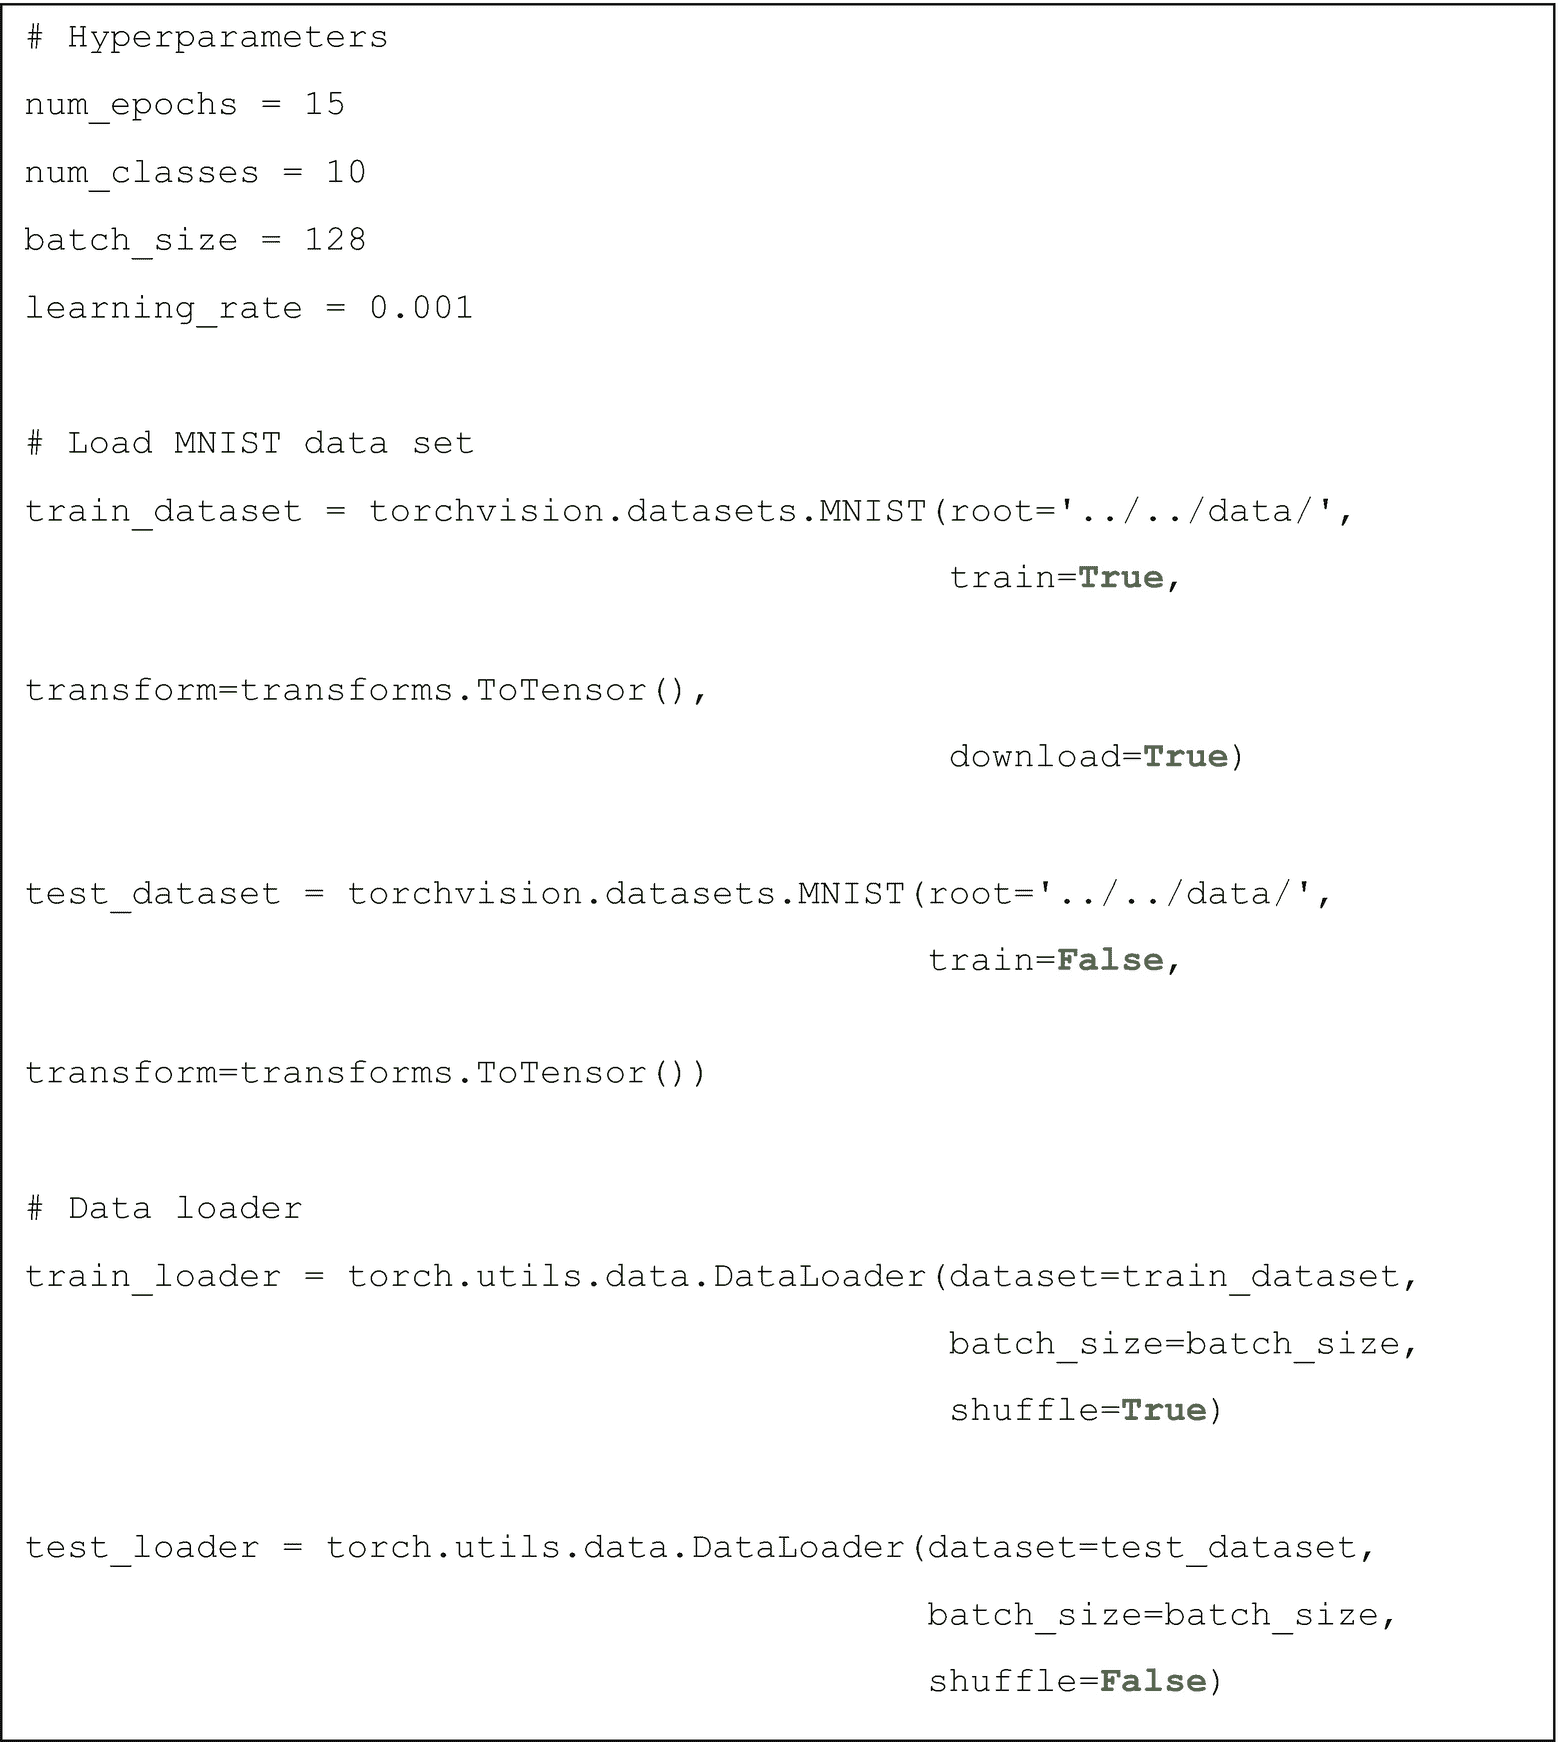 # Hyperparameters
num_epochs = 15
num_classes = 10
batch_size = 128
learning_rate = 0.001
# Load MNIST data set
train_dataset = torchvision.datasets.MNIST(root='../../data/',
train=True,
transform=transforms.ToTensor(),
download=True)
test_dataset = torchvision.datasets.MNIST(root='../../data/',
train=False,
transform=transforms.ToTensor())
# Data loader
train_loader = torch.utils.data.DataLoader(dataset=train_dataset,
batch_size=batch_size,
shuffle=True)
test_loader = torch.utils.data.DataLoader(dataset=test_dataset,
batch_size=batch_size,
shuffle=False)